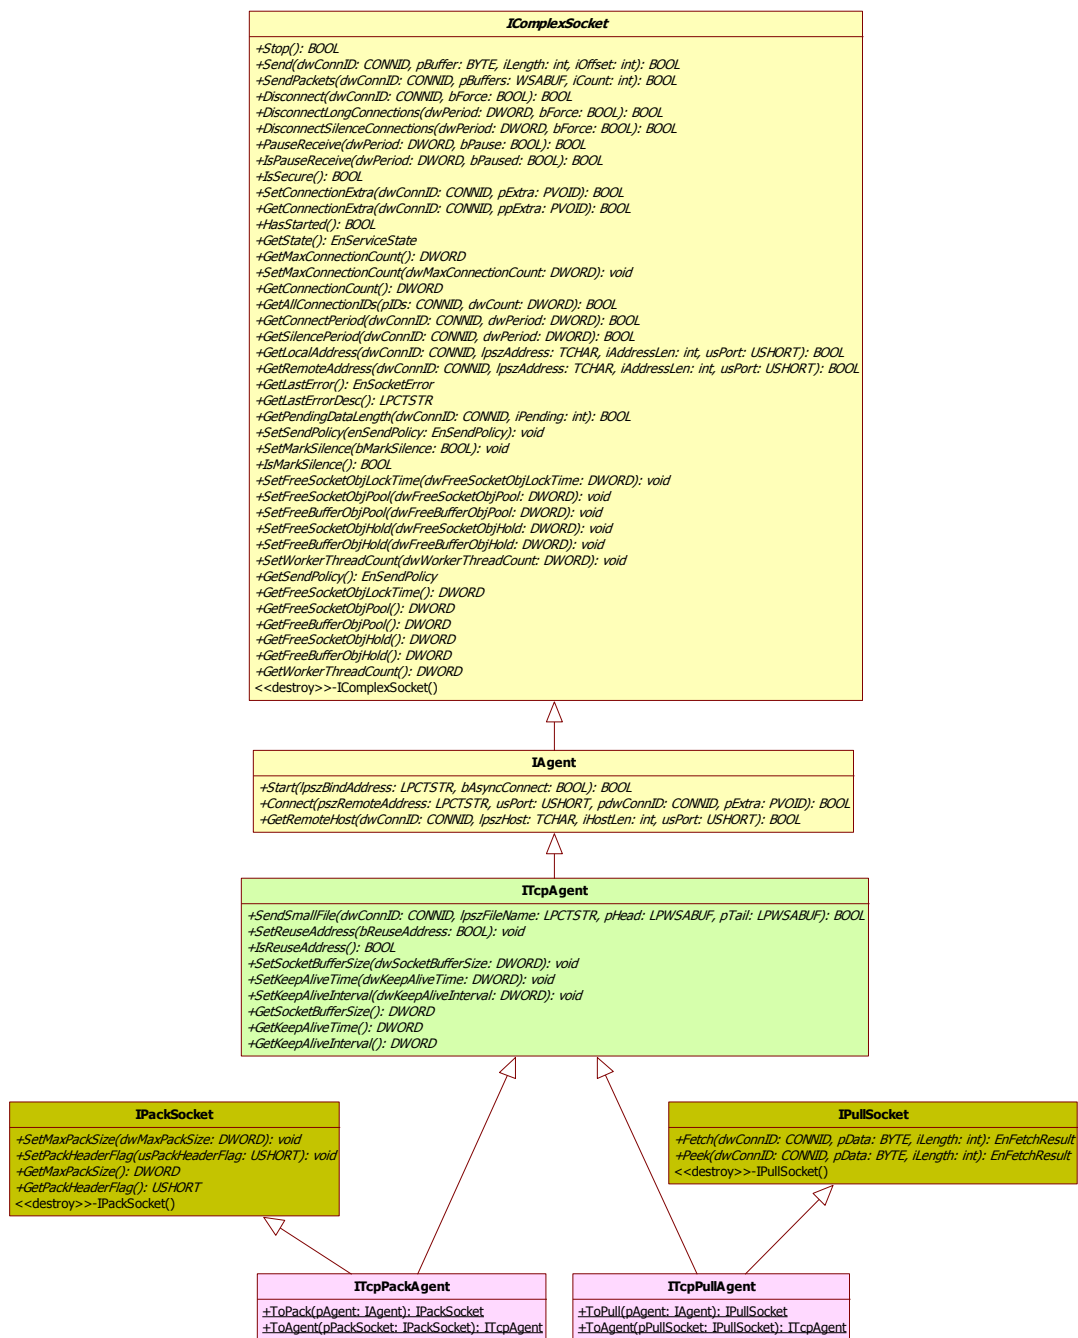 IComplexSocket
+Stop(): BOOL
+Send(dwConnID: CONNID, pBuffer: BYTE, iLength: int, iOffset: int): BOOL
+SendPackets(dwConnID: CONNID, pBuffers: WSABUF, iCount: int): BOOL
+Disconnect(dwConnID: CONNID, bForce: BOOL): BOOL
+DisconnectLongConnections(dwPeriod: DWORD, bForce: BOOL): BOOL
+DisconnectSilenceConnections(dwPeriod: DWORD, bForce: BOOL): BOOL
+PauseReceive(dwPeriod: DWORD, bPause: BOOL): BOOL
+IsPauseReceive(dwPeriod: DWORD, bPaused: BOOL): BOOL
+IsSecure(): BOOL
+SetConnectionExtra(dwConnID: CONNID, pExtra: PVOID): BOOL
+GetConnectionExtra(dwConnID: CONNID, ppExtra: PVOID): BOOL
+HasStarted(): BOOL
+GetState(): EnServiceState
+GetMaxConnectionCount(): DWORD
+SetMaxConnectionCount(dwMaxConnectionCount: DWORD): void
+GetConnectionCount(): DWORD
+GetAllConnectionIDs(pIDs: CONNID, dwCount: DWORD): BOOL
+GetConnectPeriod(dwConnID: CONNID, dwPeriod: DWORD): BOOL
+GetSilencePeriod(dwConnID: CONNID, dwPeriod: DWORD): BOOL
+GetLocalAddress(dwConnID: CONNID, lpszAddress: TCHAR, iAddressLen: int, usPort: USHORT): BOOL
+GetRemoteAddress(dwConnID: CONNID, lpszAddress: TCHAR, iAddressLen: int, usPort: USHORT): BOOL
+GetLastError(): EnSocketError
+GetLastErrorDesc(): LPCTSTR
+GetPendingDataLength(dwConnID: CONNID, iPending: int): BOOL
+SetSendPolicy(enSendPolicy: EnSendPolicy): void
+SetMarkSilence(bMarkSilence: BOOL): void
+IsMarkSilence(): BOOL
+SetFreeSocketObjLockTime(dwFreeSocketObjLockTime: DWORD): void
+SetFreeSocketObjPool(dwFreeSocketObjPool: DWORD): void
+SetFreeBufferObjPool(dwFreeBufferObjPool: DWORD): void
+SetFreeSocketObjHold(dwFreeSocketObjHold: DWORD): void
+SetFreeBufferObjHold(dwFreeBufferObjHold: DWORD): void
+SetWorkerThreadCount(dwWorkerThreadCount: DWORD): void
+GetSendPolicy(): EnSendPolicy
+GetFreeSocketObjLockTime(): DWORD
+GetFreeSocketObjPool(): DWORD
+GetFreeBufferObjPool(): DWORD
+GetFreeSocketObjHold(): DWORD
+GetFreeBufferObjHold(): DWORD
+GetWorkerThreadCount(): DWORD
<<destroy>>-IComplexSocket()
IAgent
+Start(lpszBindAddress: LPCTSTR, bAsyncConnect: BOOL): BOOL
+Connect(pszRemoteAddress: LPCTSTR, usPort: USHORT, pdwConnID: CONNID, pExtra: PVOID): BOOL
+GetRemoteHost(dwConnID: CONNID, lpszHost: TCHAR, iHostLen: int, usPort: USHORT): BOOL
ITcpAgent
+SendSmallFile(dwConnID: CONNID, lpszFileName: LPCTSTR, pHead: LPWSABUF, pTail: LPWSABUF): BOOL
+SetReuseAddress(bReuseAddress: BOOL): void
+IsReuseAddress(): BOOL
+SetSocketBufferSize(dwSocketBufferSize: DWORD): void
+SetKeepAliveTime(dwKeepAliveTime: DWORD): void
+SetKeepAliveInterval(dwKeepAliveInterval: DWORD): void
+GetSocketBufferSize(): DWORD
+GetKeepAliveTime(): DWORD
+GetKeepAliveInterval(): DWORD
IPackSocket
+SetMaxPackSize(dwMaxPackSize: DWORD): void
+SetPackHeaderFlag(usPackHeaderFlag: USHORT): void
+GetMaxPackSize(): DWORD
+GetPackHeaderFlag(): USHORT
<<destroy>>-IPackSocket()
IPullSocket
+Fetch(dwConnID: CONNID, pData: BYTE, iLength: int): EnFetchResult
+Peek(dwConnID: CONNID, pData: BYTE, iLength: int): EnFetchResult
<<destroy>>-IPullSocket()
ITcpPackAgent
+ToPack(pAgent: IAgent): IPackSocket
+ToAgent(pPackSocket: IPackSocket): ITcpAgent
ITcpPullAgent
+ToPull(pAgent: IAgent): IPullSocket
+ToAgent(pPullSocket: IPullSocket): ITcpAgent